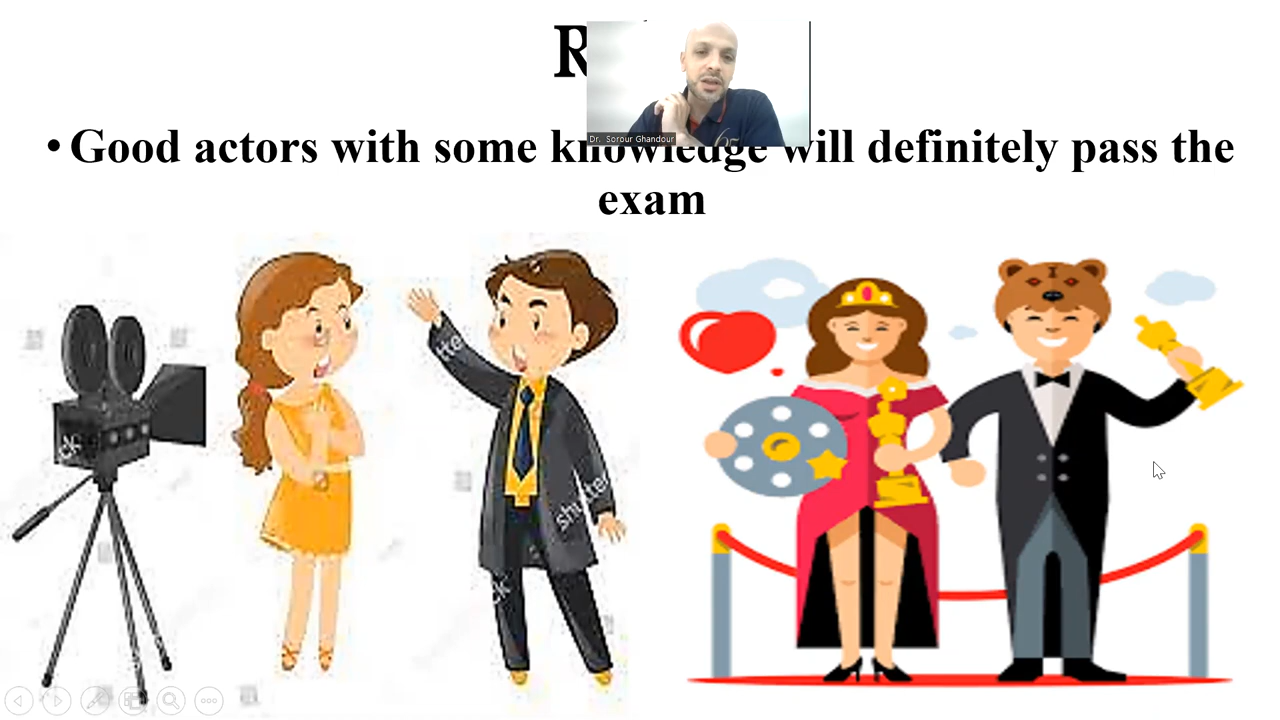 R
Dr. Sorour Ghandour
• Good actors with some knowledge will definitely pass the
exam